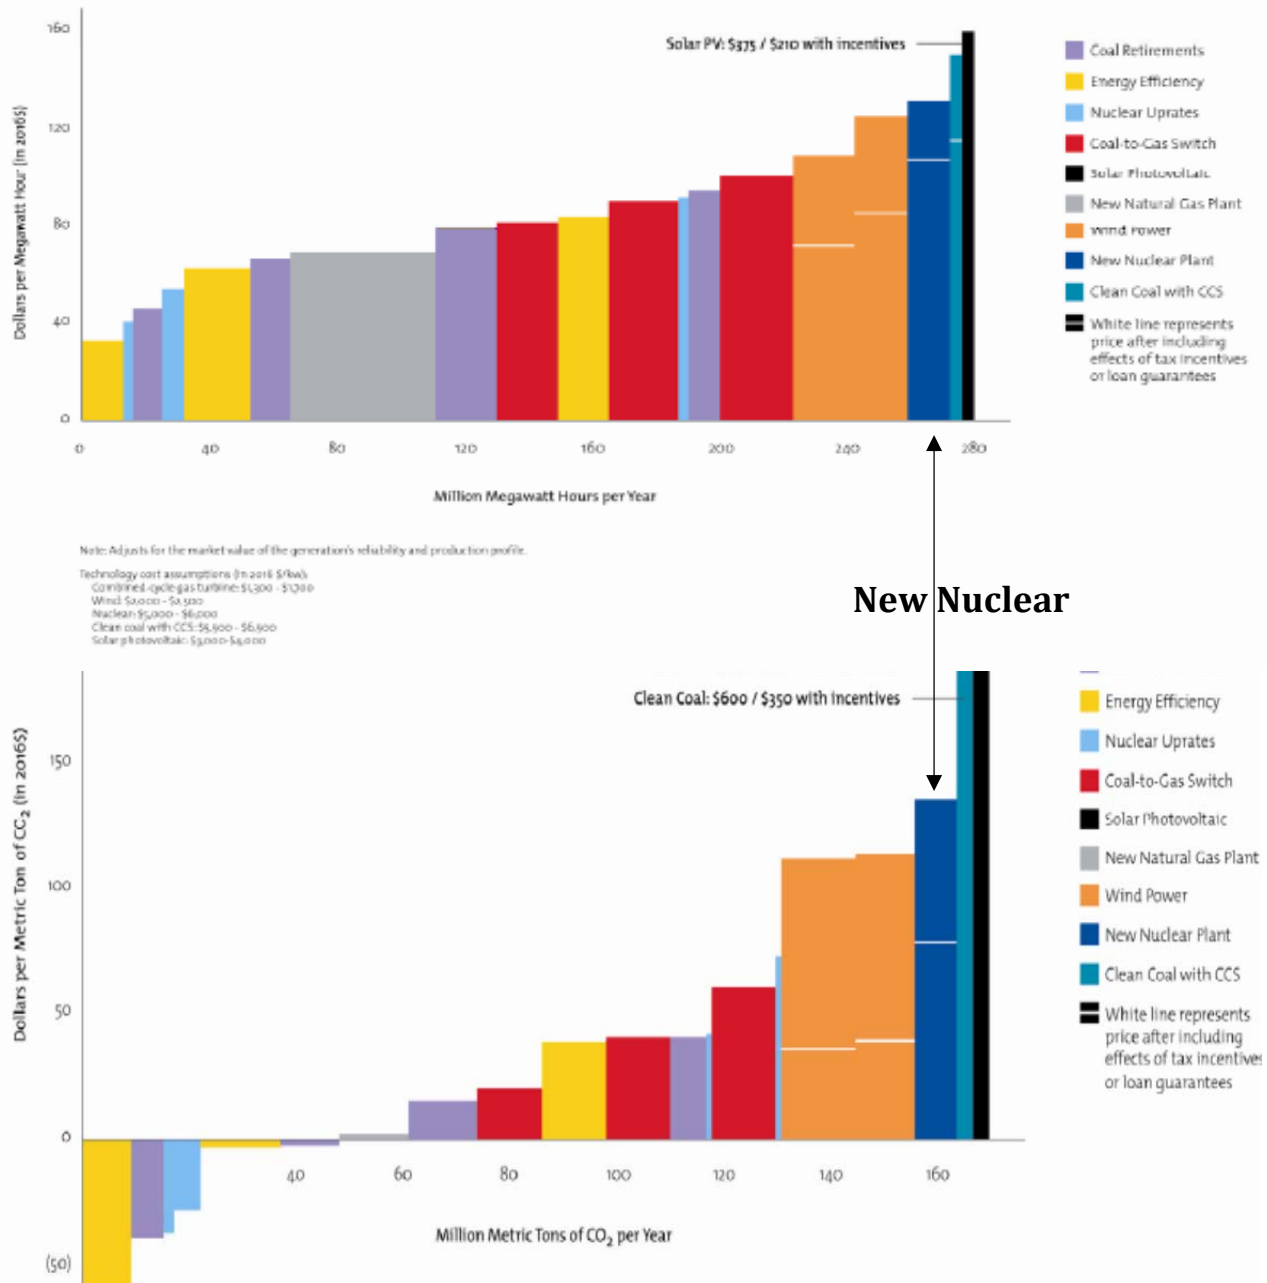 160
Solar PV: $375 / $210 with incentives
Coal Retirements
Energy Efficiency
Nuclear Uprates
Coal-to-Gas Switch
Solar Photovoltaic
New Natural Gas Plant
Wind Power
New Nuclear Plant
Clean Coal with CCS
White line represents
price after including
effects of tax incentives
or loan guarantees
Dollars per Megawatt Hour (in 2016$)
120
80
40
0
0 40 80 120 160 200 240 280
Million Megawatt Hours per Year
Note: Adjusts for the market value of the generation's reliability and production profile.
Technology cost assumptions (in 2016 $/kw):
Combined-cycle gas turbine: $1,300 - $1,700
Wind: $2,000 - $2,500
Nuclear: $5,000 - $6,000
Clean coal with CCS: $5,900 - $6,900
Solar photovoltaic: $3,000-$4,000
New Nuclear
Clean Coal: $600 / $350 with incentives
Energy Efficiency
Nuclear Uprates
Coal-to-Gas Switch
Solar Photovoltaic
New Natural Gas Plant
Wind Power
New Nuclear Plant
Clean Coal with CCS
White line represents
price after including
effects of tax incentives
or loan guarantees
Dollars per Metric Ton of CO₂ (in 2016$)
150
100
50
0
(50)
40 60 80 100 120 140 160
Million Metric Tons of CO₂ per Year